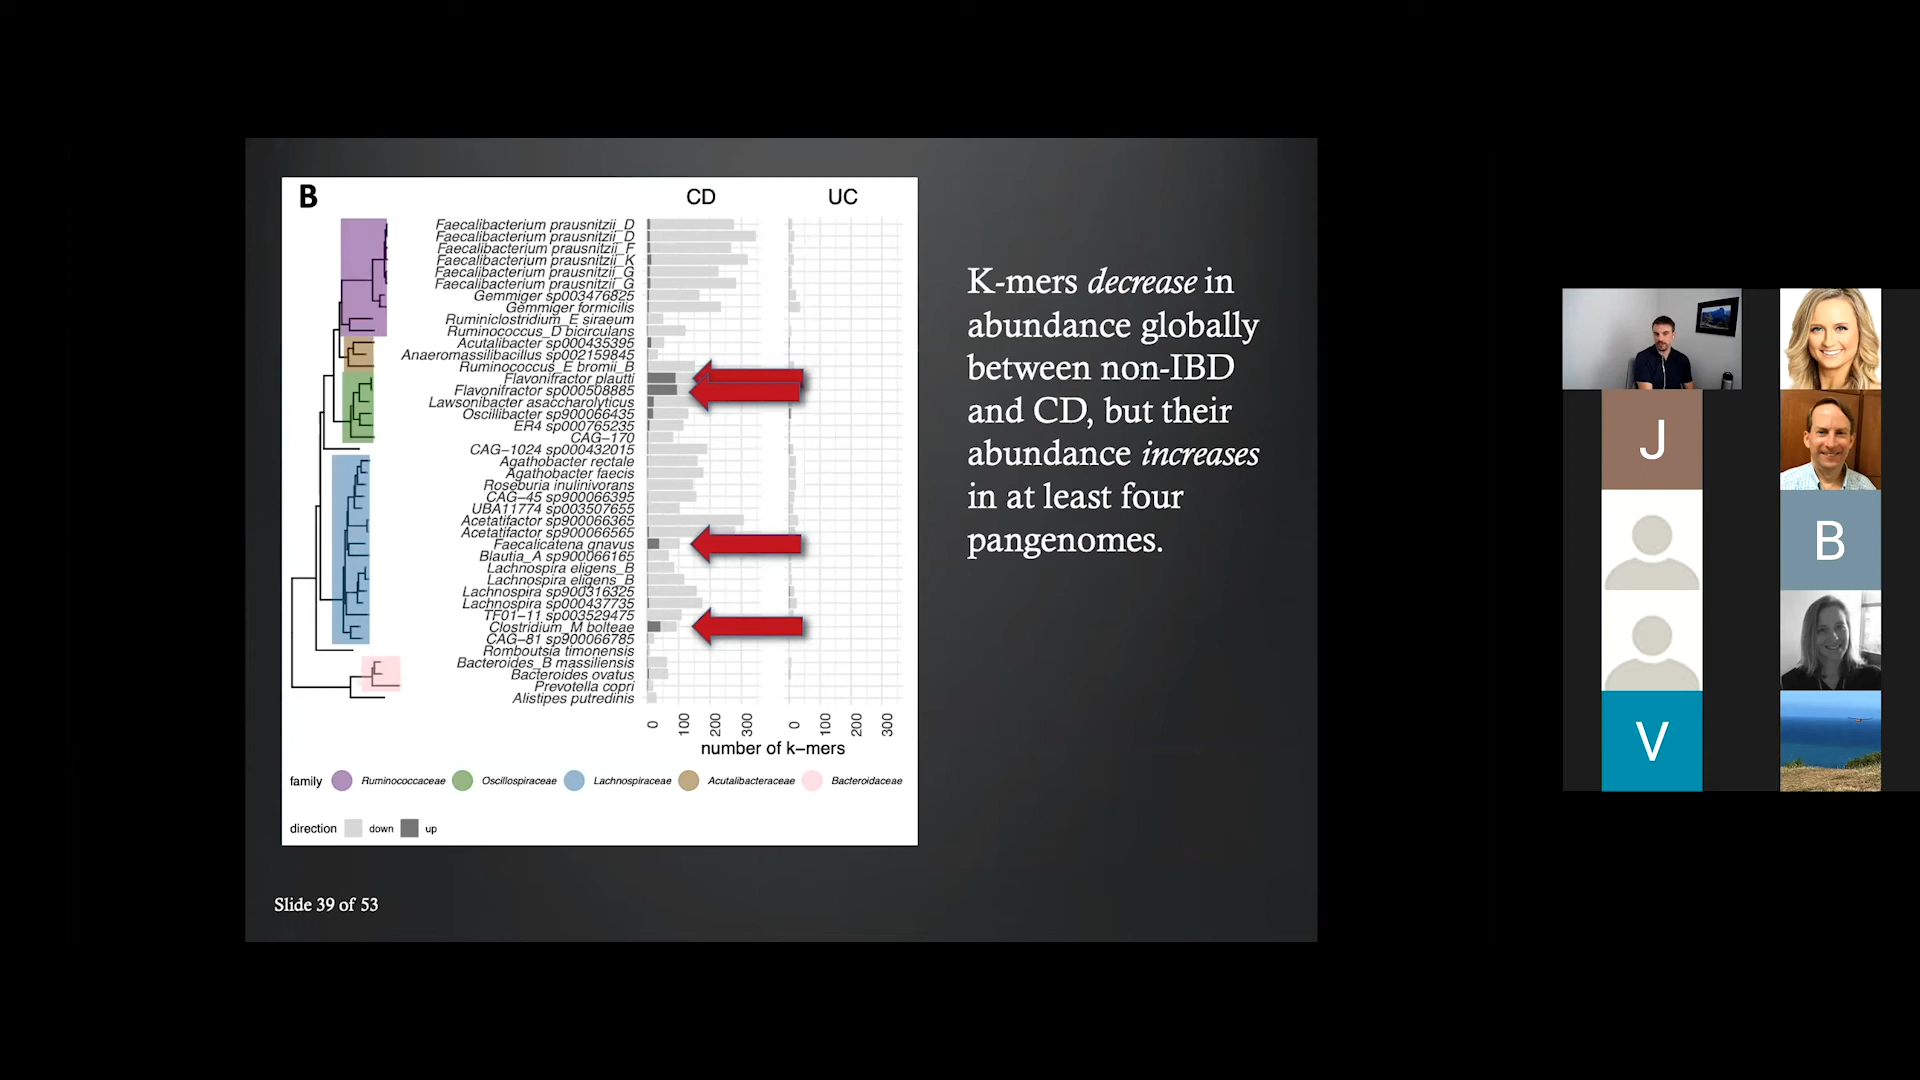 B
CD
UC
Faecalibacterium prausnitzii_D
Faecalibacterium prausnitzii_D
Faecalibacterium prausnitzii_F
Faecalibacterium prausnitzii_K
Faecalibacterium prausnitzii_G
Faecalibacterium prausnitzii_G
Gemmiger sp003476825
Gemmiger formicilis
Ruminiclostridium_E siraeum
Ruminococcus_D bicirculans
Acutalibacter sp000435395
Anaeromassilibacillus sp002159845
Ruminococcus_E bromii_B
Flavonifractor plautii
Flavonifractor sp000508885
Lawsonibacter asaccharolyticus
Oscillibacter sp900066435
ER4 sp000765235
CAG-170
CAG-1024 sp000432015
Agathobacter rectale
Agathobacter faecis
Roseburia inulinivorans
CAG-45 sp900066395
UBA11774 sp003507655
Acetatifactor sp900066365
Acetatifactor sp900066565
Faecalicatena gnavus
Blautia_A sp900066165
Lachnospira eligens_B
Lachnospira eligens_B
Lachnospira sp900316325
Lachnospira sp000437735
TF01-11 sp003529475
Clostridium_M bolteae
CAG-81 sp900066785
Romboutsia timonensis
Bacteroides_B massiliensis
Bacteroides ovatus
Prevotella copri
Alistipes putredinis
0 100 200 300
0 100 200 300
number of k-mers
family Ruminococcaceae Oscillospiraceae Lachnospiraceae Acutalibacteraceae Bacteroidaceae
direction down up
K-mers decrease in
abundance globally
between non-IBD
and CD, but their
abundance increases
in at least four
pangenomes.
Slide 39 of 53
J
B
V